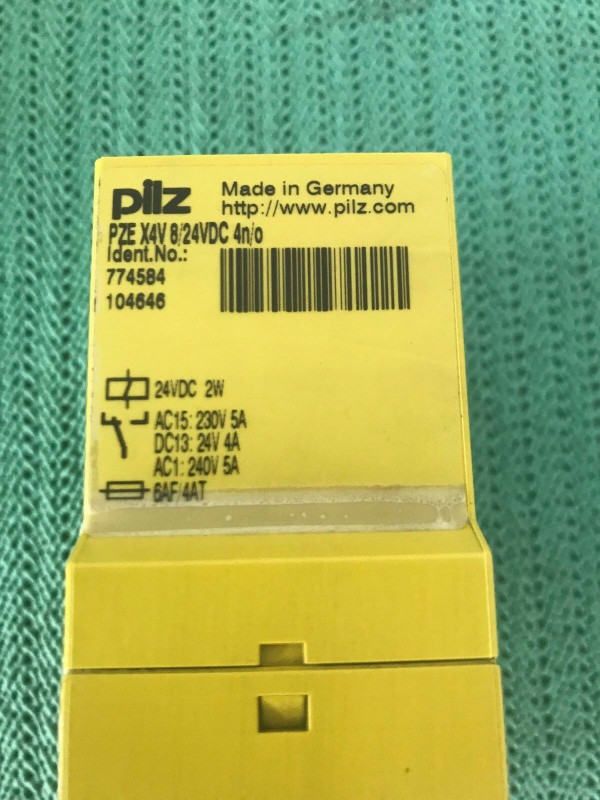 pilz
Made in Germany
http://www.pilz.com
PZE X4V 8/24VDC 4n/o
Ident.No.:
774584
104646
24VDC 2W
AC15: 230V 5A
DC13: 24V 4A
AC1: 240V 5A
6AF/4AT